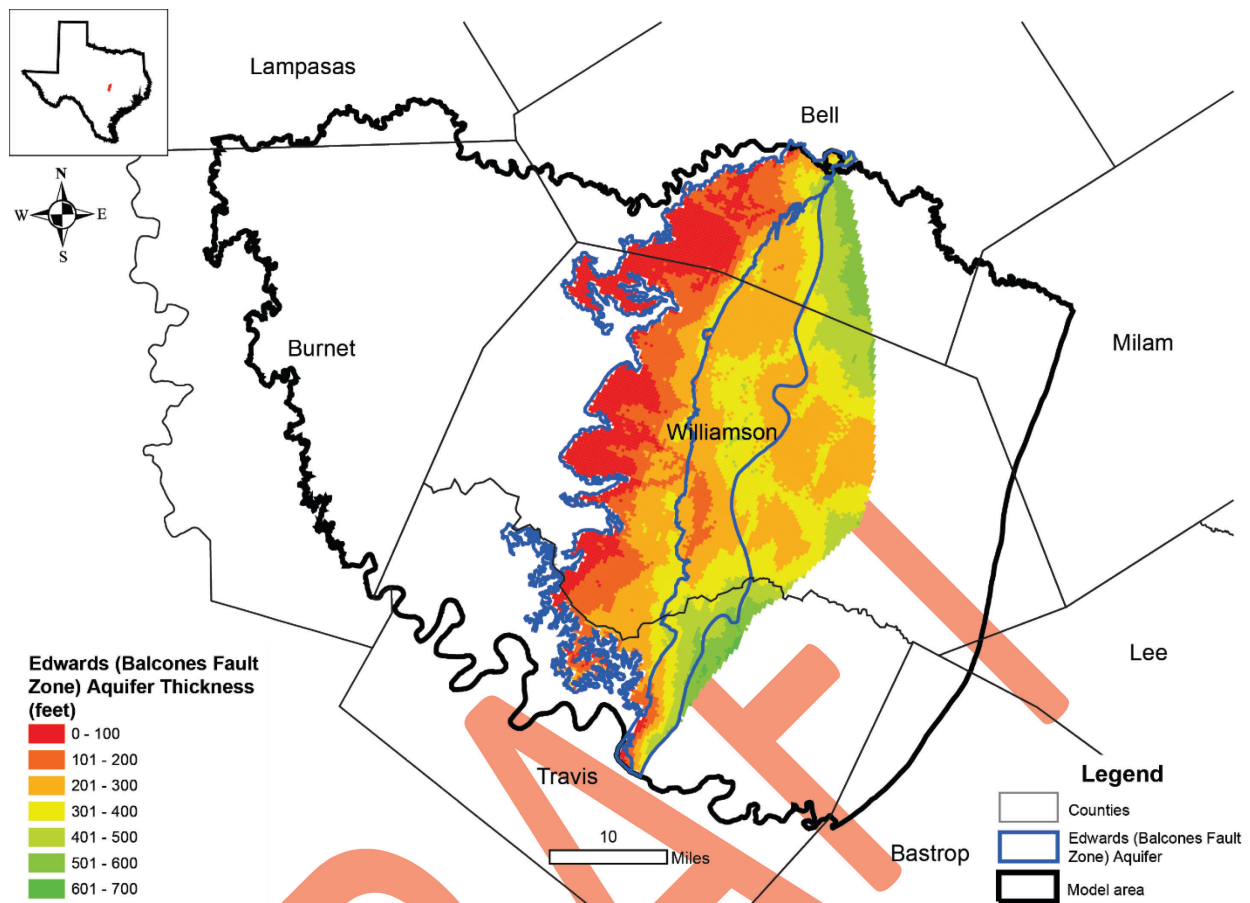 Lampasas
Bell
N
W
E
S
Burnet
Milam
Williamson
Lee
Travis
Bastrop
Edwards (Balcones Fault
Zone) Aquifer Thickness
(feet)
0 - 100
101 - 200
201 - 300
301 - 400
401 - 500
501 - 600
601 - 700
10
Miles
Legend
Counties
Edwards (Balcones Fault
Zone) Aquifer
Model area